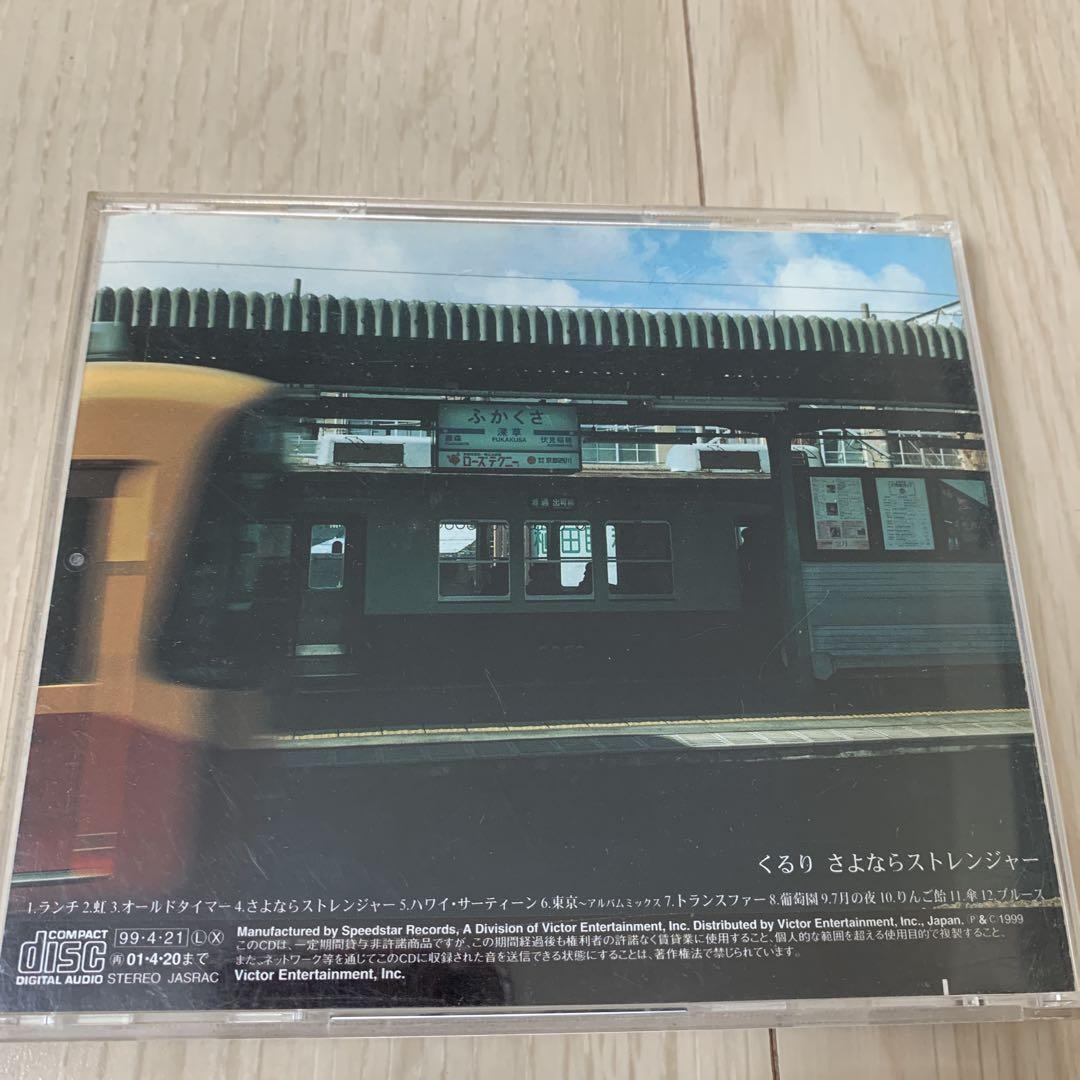 ふかくさ
深草
FUKAKUSA
藤森
伏見稲荷
ローズテクニー
京都西川
普通 出町柳
くるり さよならストレンジャー
1.ランチ 2.虹 3.オールドタイマー 4.さよならストレンジャー 5.ハワイ・サーティーン 6.東京~アルバムミックス 7.トランスファー 8.葡萄園 9.7月の夜 10.りんご飴 11.傘 12.ブルース
COMPACT
disc
DIGITAL AUDIO
99・4・21 L X
再 01・4・20まで
STEREO JASRAC
Manufactured by Speedstar Records, A Division of Victor Entertainment, Inc. Distributed by Victor Entertainment, Inc., Japan. Ⓟ&© 1999
このCDは、一定期間貸与非許諾商品ですが、この期間経過後も権利者の許諾なく賃貸業に使用すること、個人的な範囲を超える使用目的で複製すること、
また、ネットワーク等を通じてこのCDに収録された音を送信できる状態にすることは、著作権法で禁じられています。
Victor Entertainment, Inc.